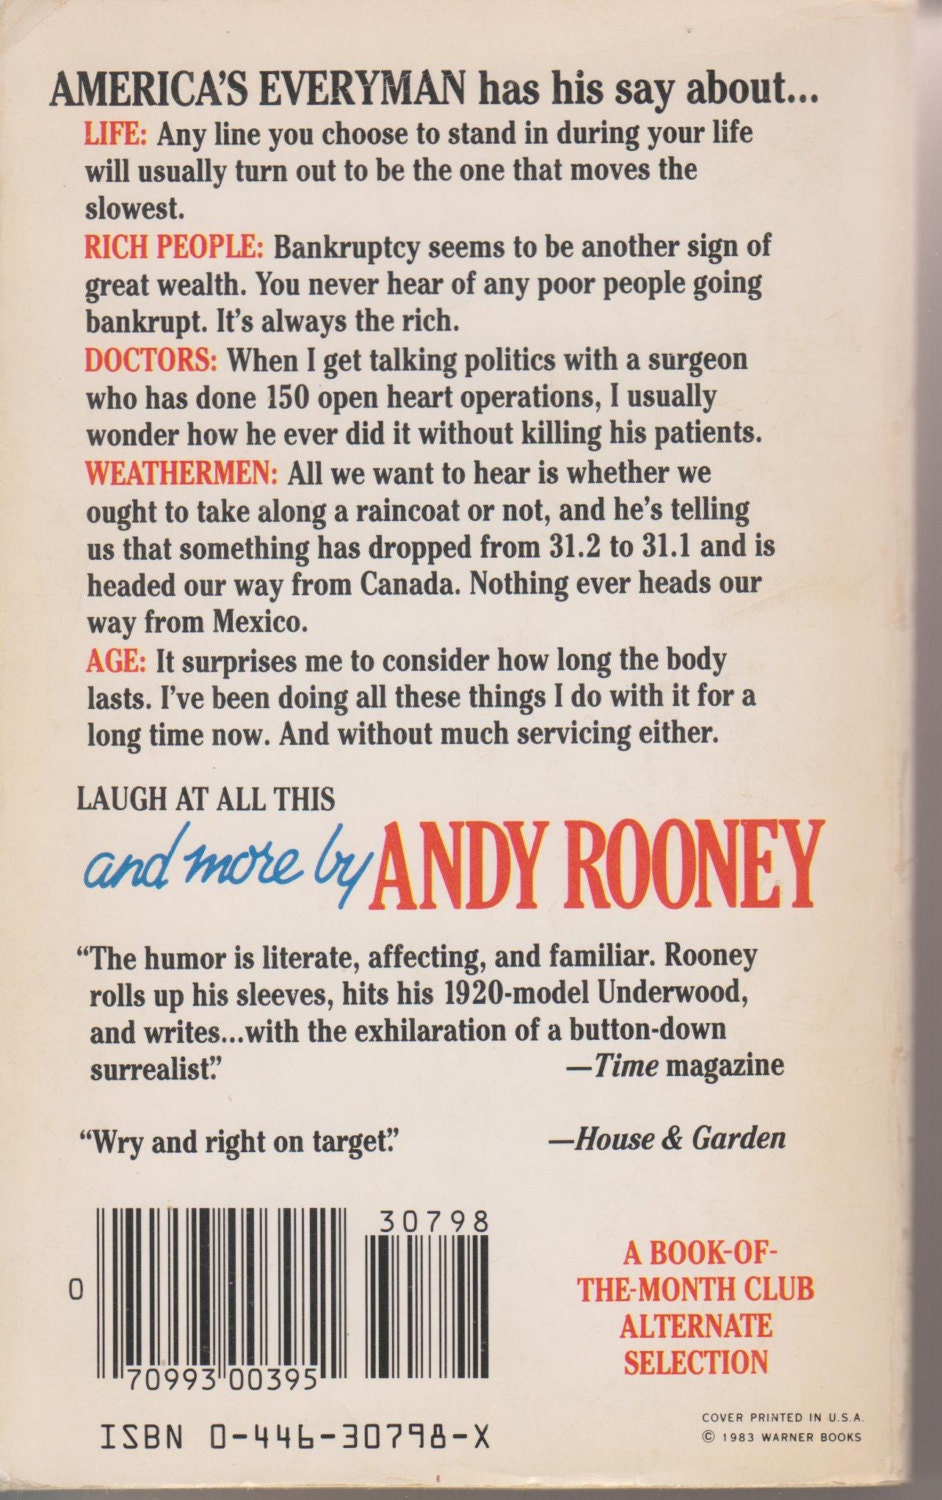 AMERICA'S EVERYMAN has his say about...
LIFE: Any line you choose to stand in during your life
will usually turn out to be the one that moves the
slowest.
RICH PEOPLE: Bankruptcy seems to be another sign of
great wealth. You never hear of any poor people going
bankrupt. It's always the rich.
DOCTORS: When I get talking politics with a surgeon
who has done 150 open heart operations, I usually
wonder how he ever did it without killing his patients.
WEATHERMEN: All we want to hear is whether we
ought to take along a raincoat or not, and he's telling
us that something has dropped from 31.2 to 31.1 and is
headed our way from Canada. Nothing ever heads our
way from Mexico.
AGE: It surprises me to consider how long the body
lasts. I've been doing all these things I do with it for a
long time now. And without much servicing either.
LAUGH AT ALL THIS
and more by ANDY ROONEY
“The humor is literate, affecting, and familiar. Rooney
rolls up his sleeves, hits his 1920-model Underwood,
and writes...with the exhilaration of a button-down
surrealist.” —Time magazine
“Wry and right on target.” —House & Garden
30798
0
70993 00395
ISBN 0-446-30798-X
A BOOK-OF-
THE-MONTH CLUB
ALTERNATE
SELECTION
COVER PRINTED IN U.S.A.
© 1983 WARNER BOOKS